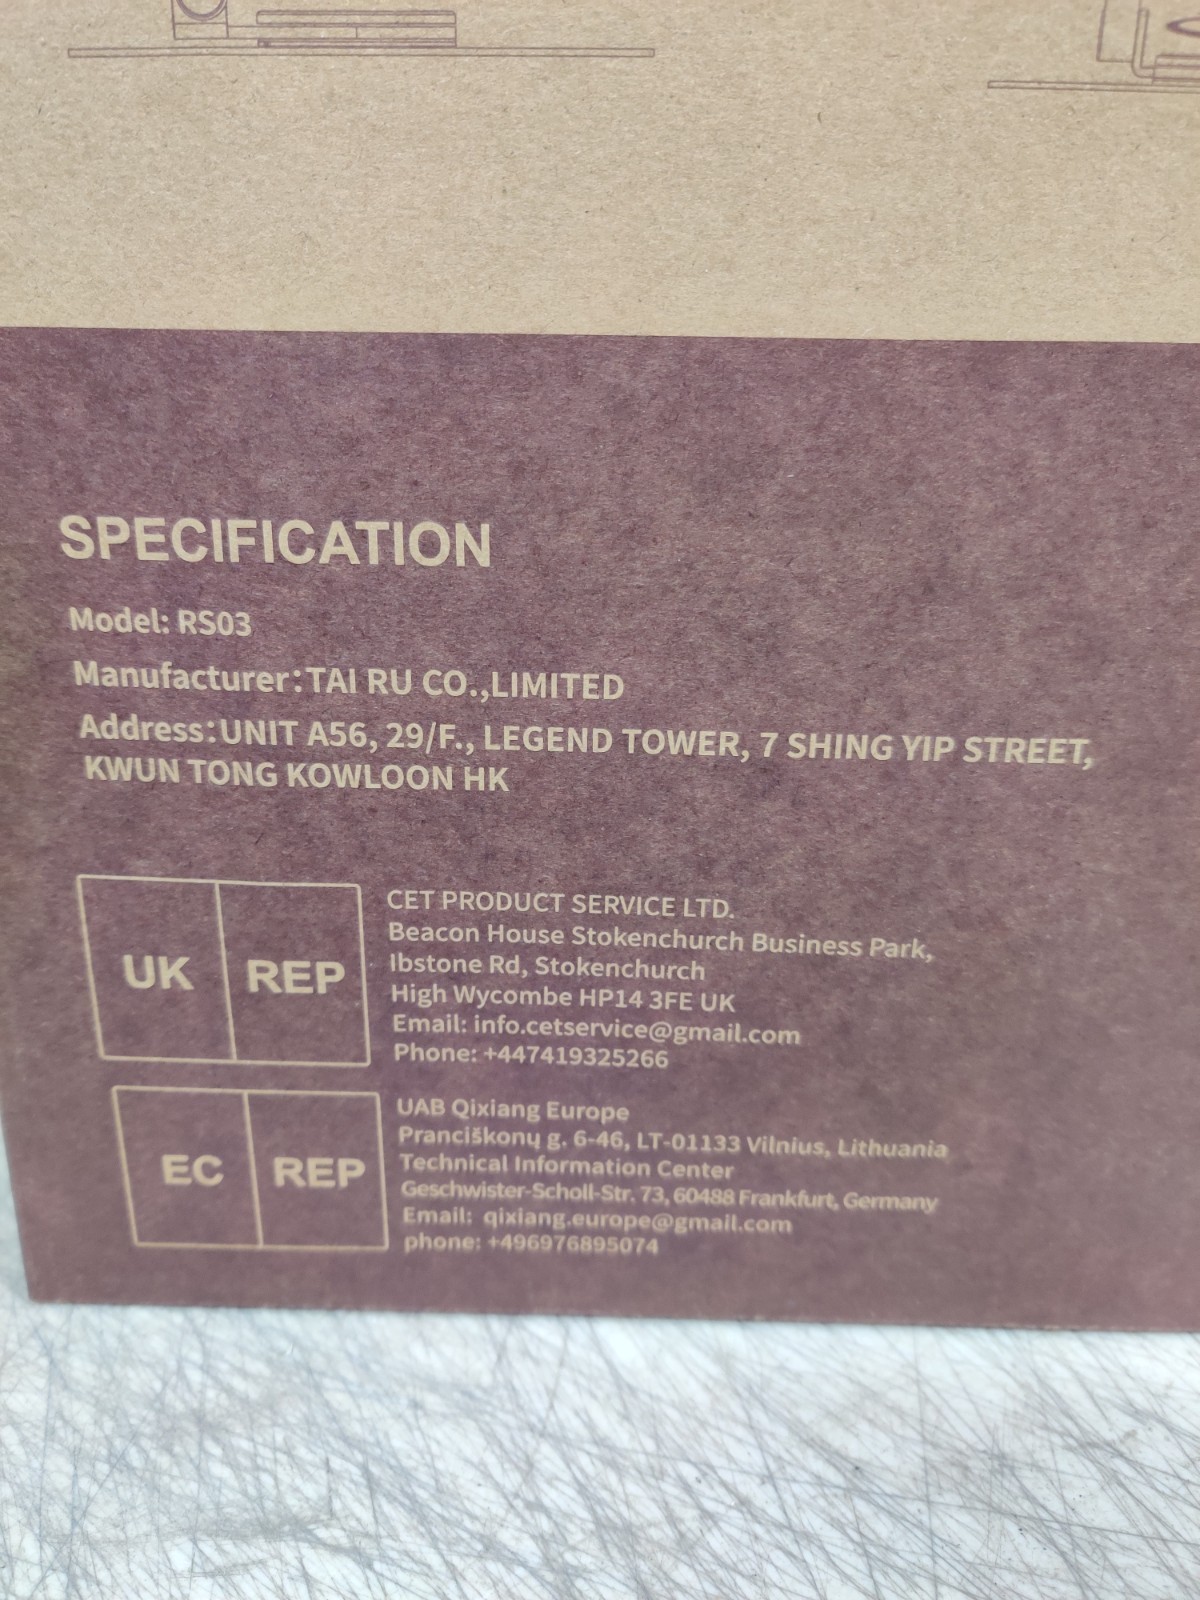 SPECIFICATION
Model: RS03
Manufacturer:TAI RU CO.,LIMITED
Address:UNIT A56, 29/F., LEGEND TOWER, 7 SHING YIP STREET,
KWUN TONG KOWLOON HK
UK REP
CET PRODUCT SERVICE LTD.
Beacon House Stokenchurch Business Park,
Ibstone Rd, Stokenchurch
High Wycombe HP14 3FE UK
Email: info.cetservice@gmail.com
Phone: +447419325266
EC REP
UAB Qixiang Europe
Pranciškonų g. 6-46, LT-01133 Vilnius, Lithuania
Technical Information Center
Geschwister-Scholl-Str. 73, 60488 Frankfurt, Germany
Email: qixiang.europe@gmail.com
phone: +496976895074